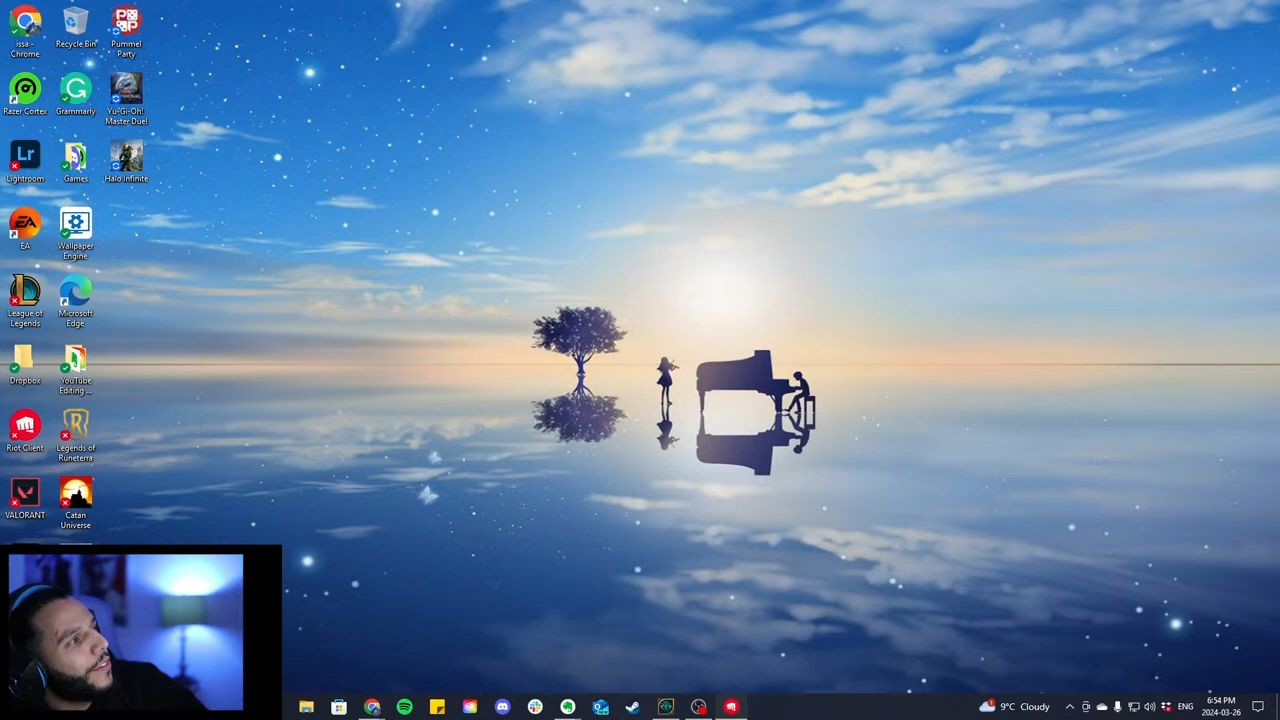 issa -
Chrome
Recycle Bin
Pummel
Party
Razer Cortex
Grammarly
Yu-Gi-Oh!
Master Duel
Lr
Lightroom
Games
Halo Infinite
EA
EA
Wallpaper
Engine
League of
Legends
Microsoft
Edge
Dropbox
YouTube
Editing ...
Riot Client
Legends of
Runeterra
VALORANT
Catan
Universe
9°C Cloudy
ENG
6:54 PM
2024-03-26